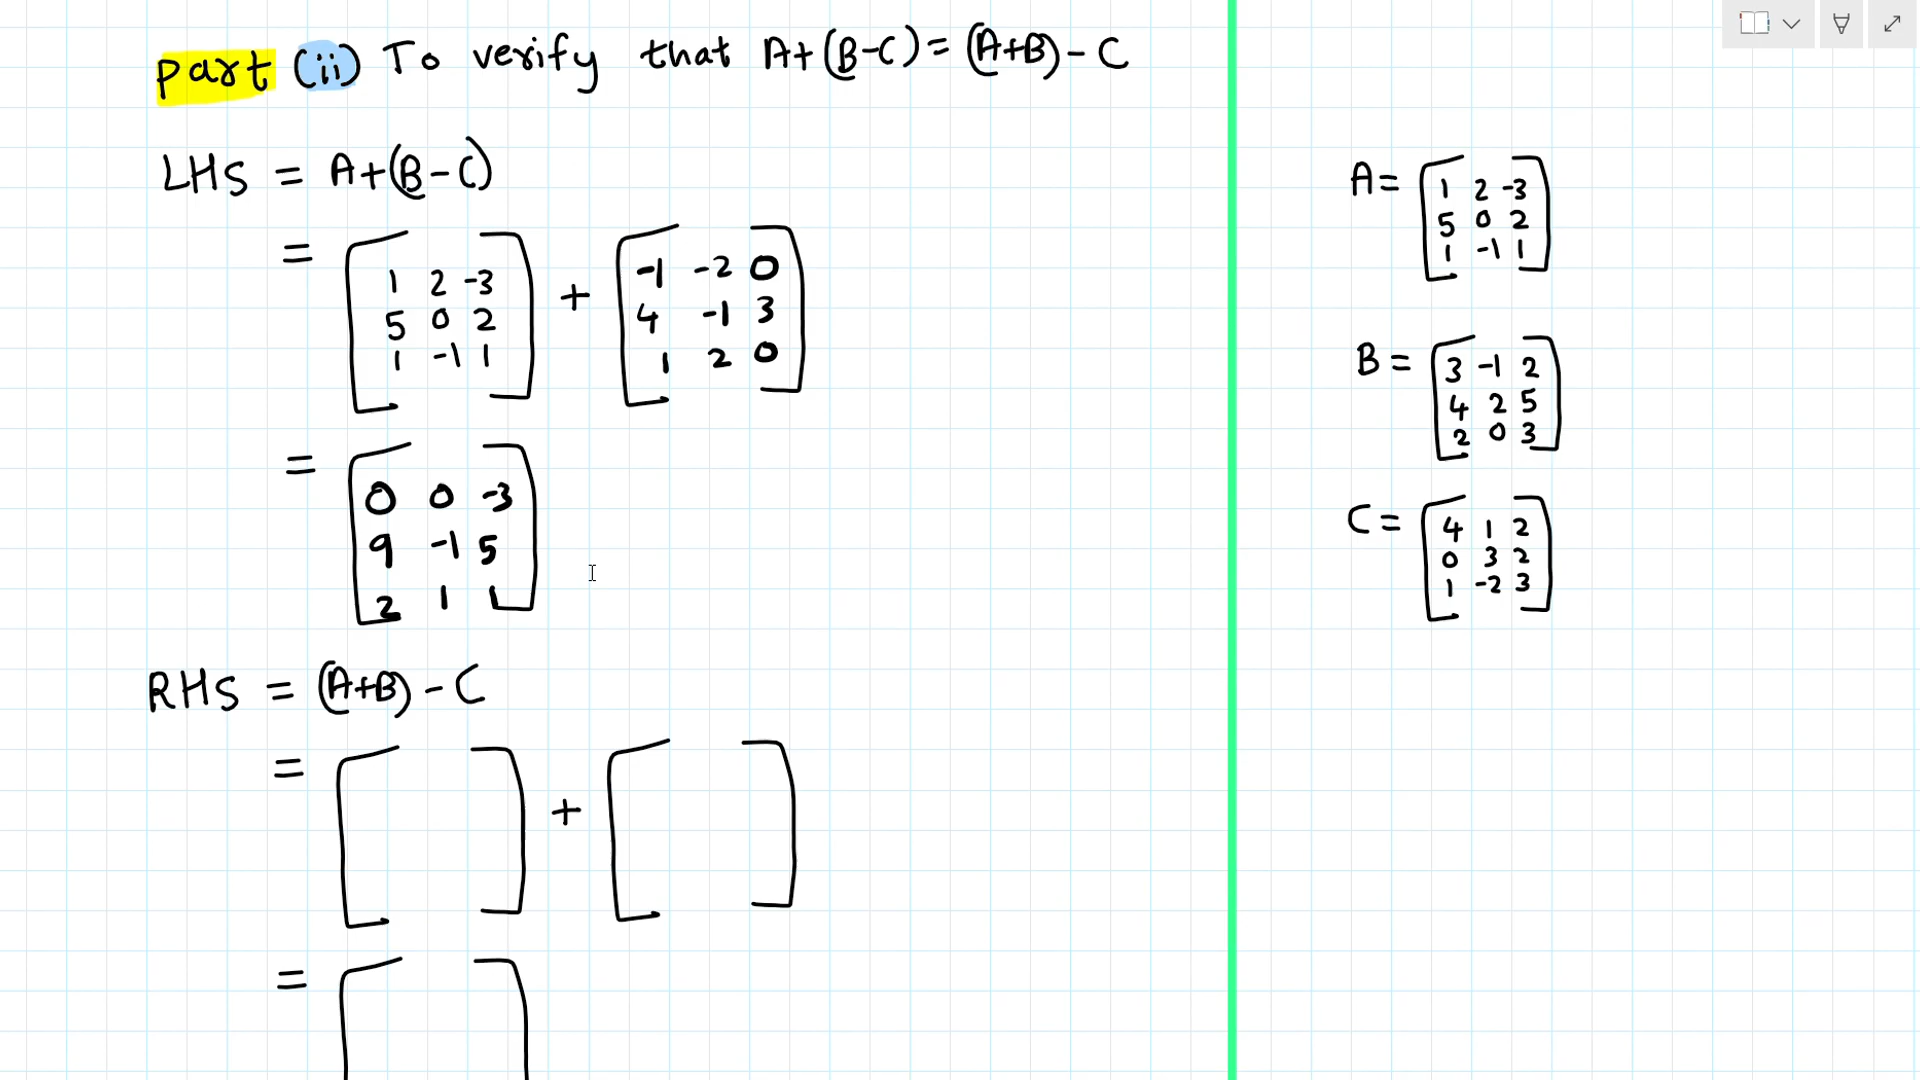 part (ii) To verify that A+(B-C)=(A+B)-C
LHS = A+(B-C)
= [1 2 -3
5 0 2
1 -1 1] + [-1 -2 0
4 -1 3
1 2 0]
= [0 0 -3
9 -1 5
2 1 1]
RHS = (A+B)-C
= [ ] + [ ]
= [ ]
A= [1 2 -3
5 0 2
1 -1 1]
B= [3 -1 2
4 2 5
2 0 3]
C= [4 1 2
0 3 2
1 -2 3]